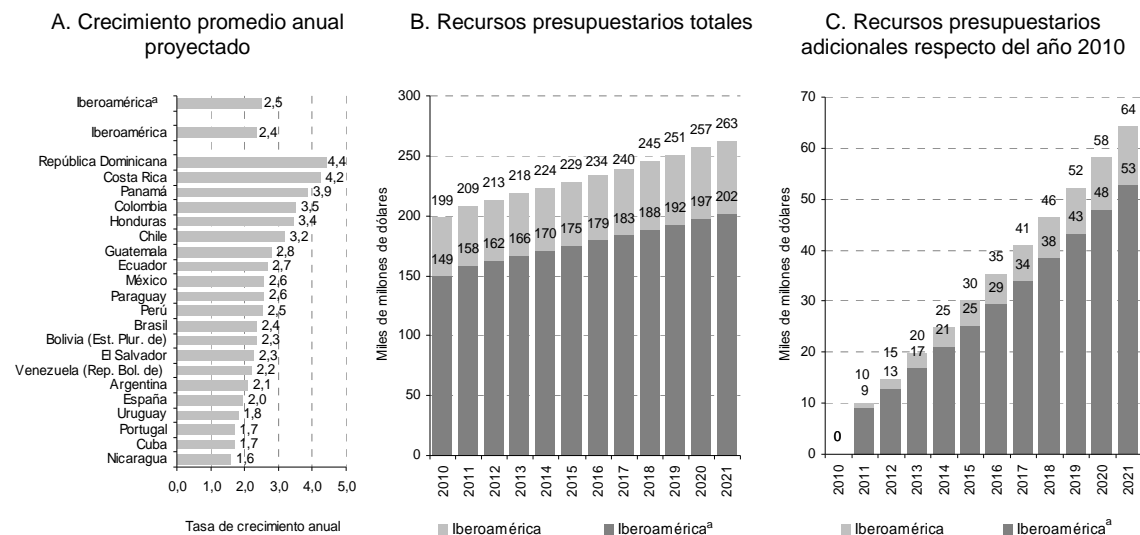 A. Crecimiento promedio anual
proyectado
Iberoaméricaª 2,5
Iberoamérica 2,4
República Dominicana 4,4
Costa Rica 4,2
Panamá 3,9
Colombia 3,5
Honduras 3,4
Chile 3,2
Guatemala 2,8
Ecuador 2,7
México 2,6
Paraguay 2,6
Perú 2,5
Brasil 2,4
Bolivia (Est. Plur. de) 2,3
El Salvador 2,3
Venezuela (Rep. Bol. de) 2,2
Argentina 2,1
España 2,0
Uruguay 1,8
Portugal 1,7
Cuba 1,7
Nicaragua 1,6
0,0 1,0 2,0 3,0 4,0 5,0
Tasa de crecimiento anual
B. Recursos presupuestarios totales
Miles de millones de dólares
300
250
200
150
100
50
0
199 209 213 218 224 229 234 240 245 251 257 263
149 158 162 166 170 175 179 183 188 192 197 202
2010 2011 2012 2013 2014 2015 2016 2017 2018 2019 2020 2021
Iberoamérica Iberoaméricaª
C. Recursos presupuestarios
adicionales respecto del año 2010
Miles de millones de dólares
70
60
50
40
30
20
10
0
0 10 15 20 25 30 35 41 46 52 58 64
9 13 17 21 25 29 34 38 43 48 53
2010 2011 2012 2013 2014 2015 2016 2017 2018 2019 2020 2021
Iberoamérica Iberoaméricaª